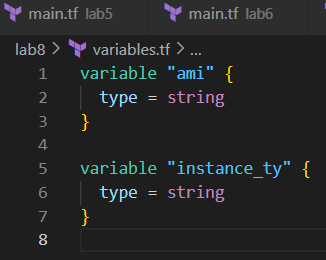 main.tf lab5 main.tf lab6
lab8 > variables.tf > ...
1 variable "ami" {
2 type = string
3 }
4
5 variable "instance_ty" {
6 type = string
7 }
8